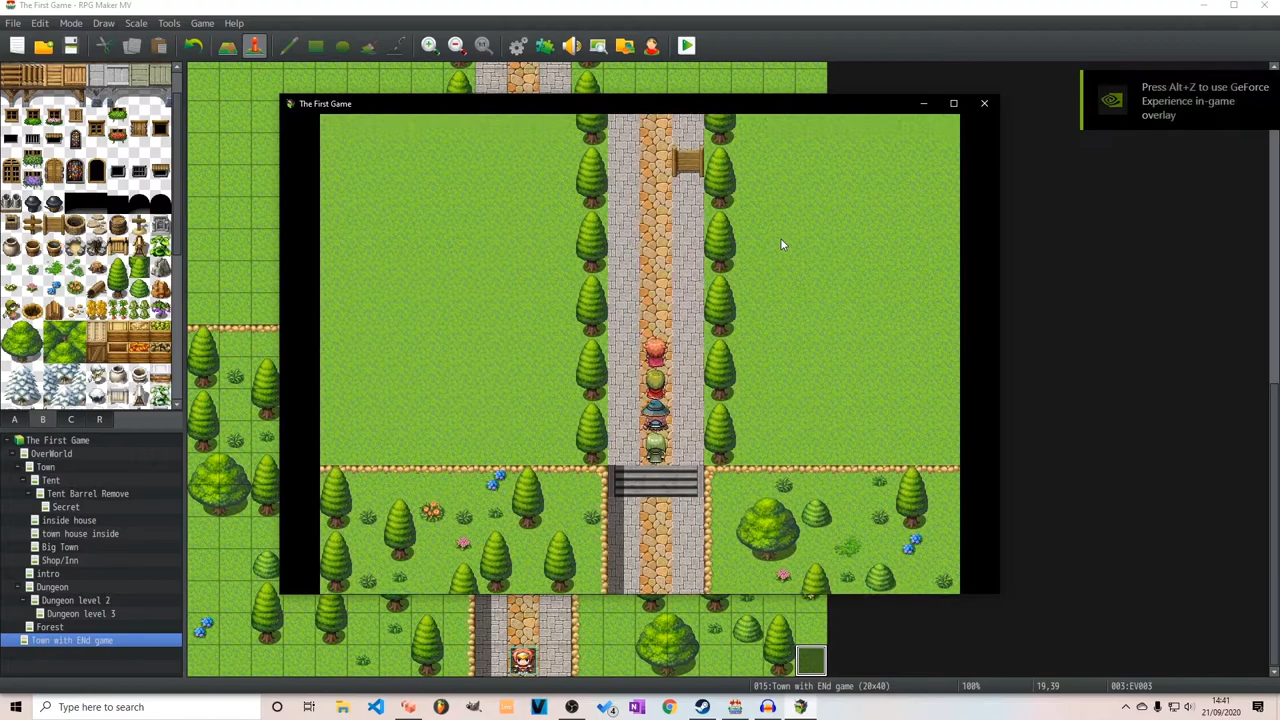 The First Game - RPG Maker MV
File Edit Mode Draw Scale Tools Game Help
1:1
The First Game
Press Alt+Z to use GeForce
Experience in-game
overlay
A B C R
The First Game
OverWorld
Town
Tent
Tent Barrel Remove
Secret
inside house
town house inside
Big Town
Shop/Inn
intro
Dungeon
Dungeon level 2
Dungeon level 3
Forest
Town with ENd game
015:Town with ENd game (20x40) 100% 19,39 003:EV003
Type here to search
4
14:41
21/09/2020